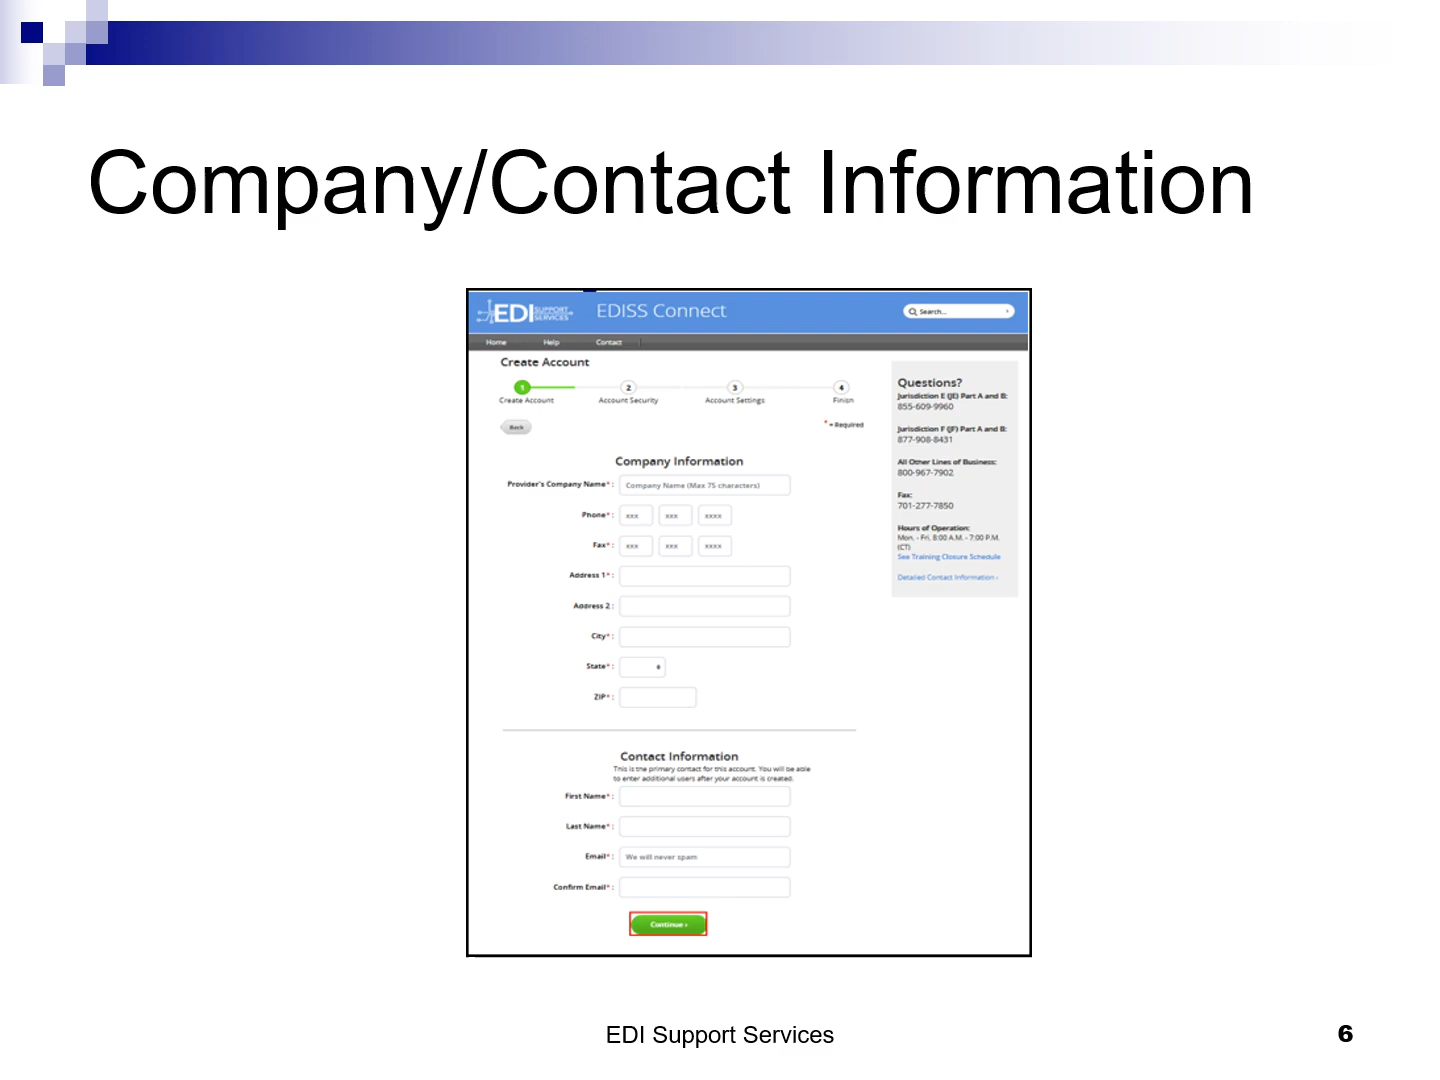 Company/Contact Information
EDI SUPPORT SERVICES
EDISS Connect
Search...
Home Help Contact
Create Account
1 2 3 4
Create Account Account Security Account Settings Finish
Back
* = Required
Company Information
Provider's Company Name* : Company Name (Max 75 characters)
Phone* : xxx xxx xxxx
Fax* : xxx xxx xxxx
Address 1* :
Address 2 :
City* :
State* :
ZIP* :
Contact Information
This is the primary contact for this account. You will be able
to enter additional users after your account is created.
First Name* :
Last Name* :
Email* : We will never spam
Confirm Email* :
Continue ›
Questions?
Jurisdiction E (JE) Part A and B:
855-609-9960
Jurisdiction F (JF) Part A and B:
877-908-8431
All Other Lines of Business:
800-967-7902
Fax:
701-277-7850
Hours of Operation:
Mon. - Fri. 8:00 A.M. - 7:00 P.M.
(CT)
See Training Closure Schedule
Detailed Contact Information ›
EDI Support Services
6